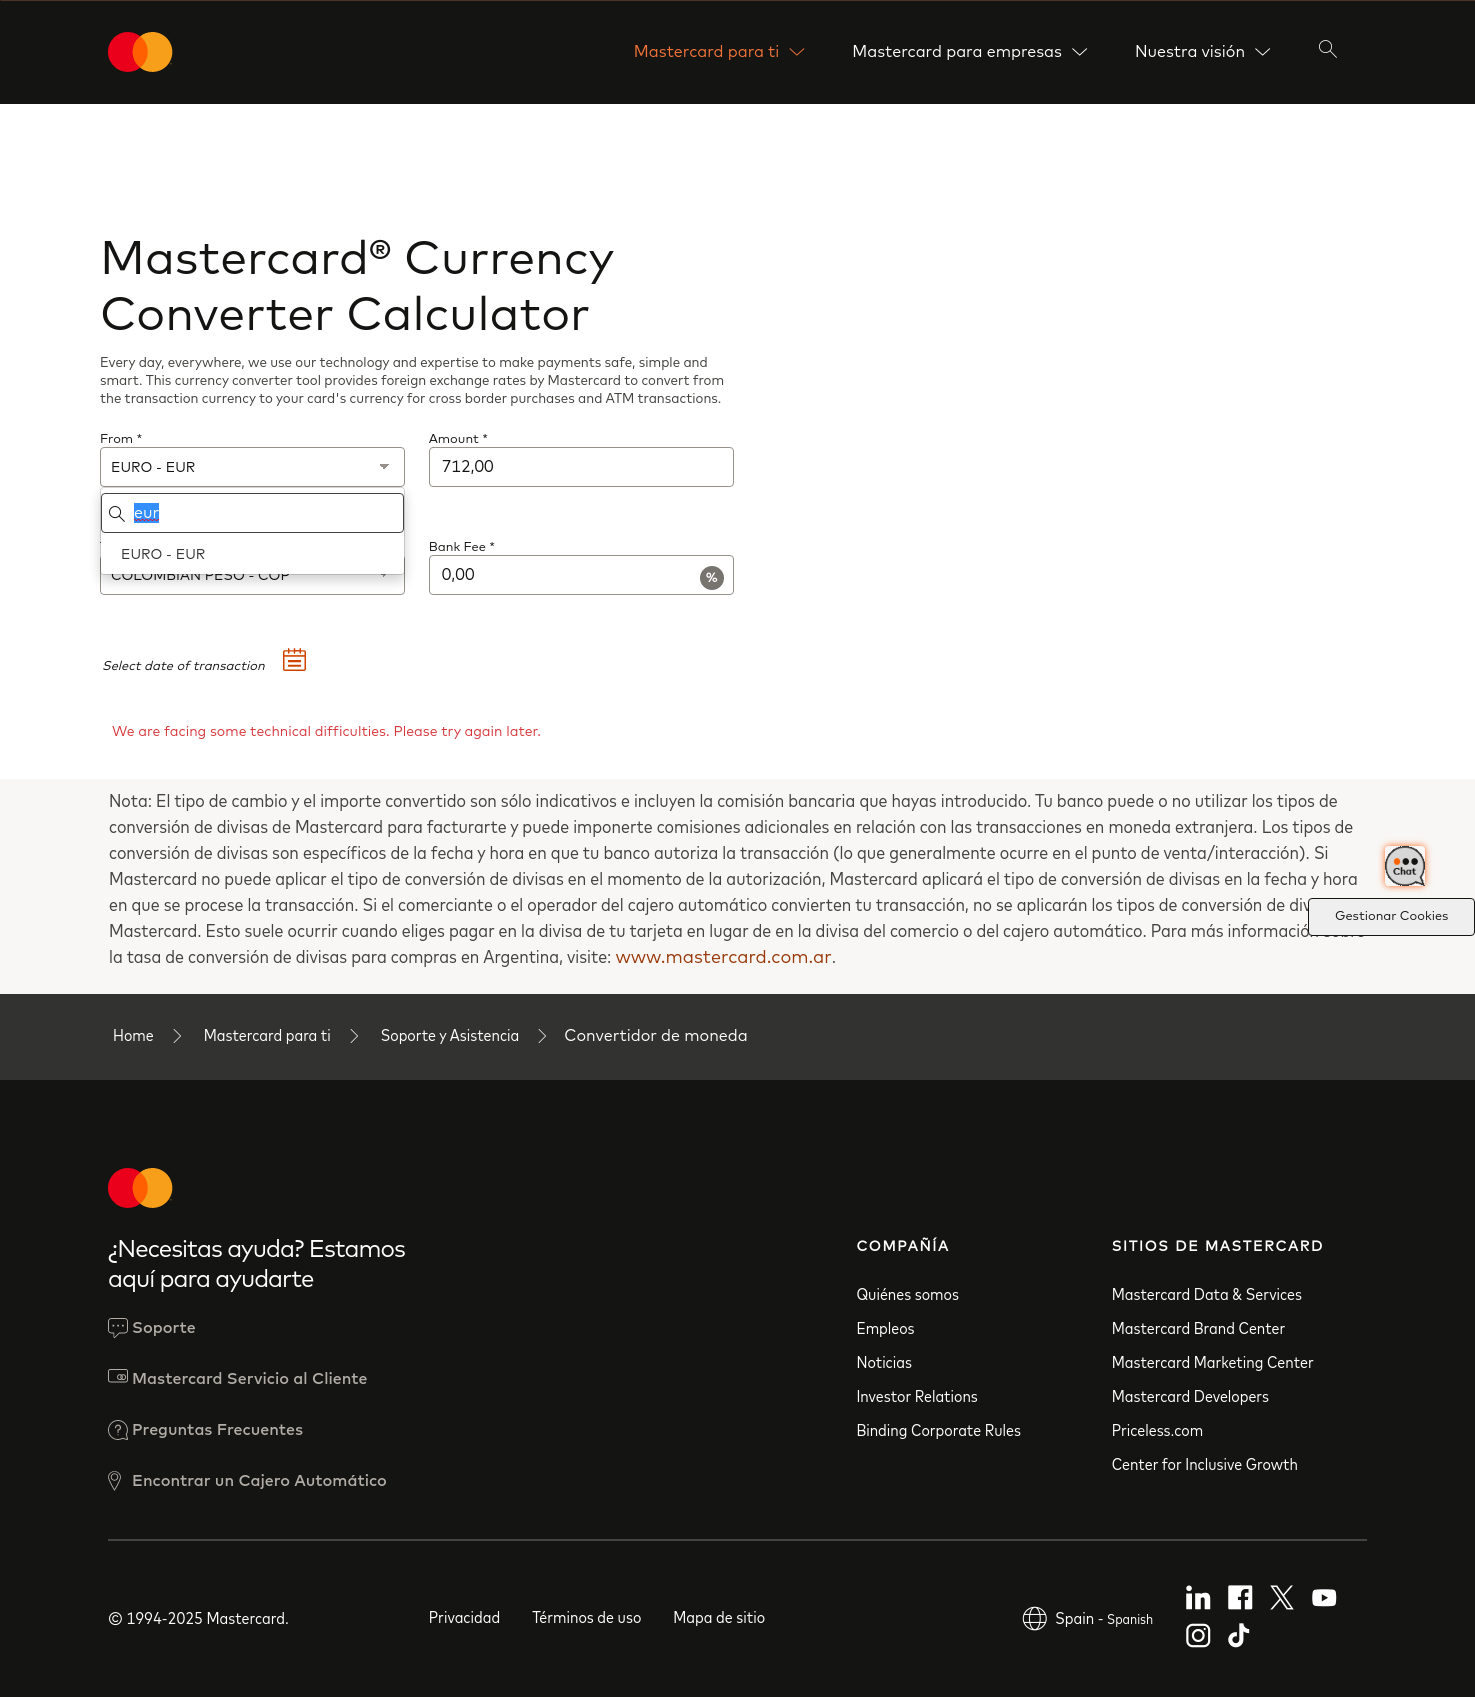 Mastercard para ti
Mastercard para empresas
Nuestra visión
Mastercard® Currency
Converter Calculator
Every day, everywhere, we use our technology and expertise to make payments safe, simple and
smart. This currency converter tool provides foreign exchange rates by Mastercard to convert from
the transaction currency to your card's currency for cross border purchases and ATM transactions.
From *
Amount *
EURO - EUR
712,00
eur
EURO - EUR
Bank Fee *
COLOMBIAN PESO - COP
0,00
%
Select date of transaction
We are facing some technical difficulties. Please try again later.
Nota: El tipo de cambio y el importe convertido son sólo indicativos e incluyen la comisión bancaria que hayas introducido. Tu banco puede o no utilizar los tipos de
conversión de divisas de Mastercard para facturarte y puede imponerte comisiones adicionales en relación con las transacciones en moneda extranjera. Los tipos de
conversión de divisas son específicos de la fecha y hora en que tu banco autoriza la transacción (lo que generalmente ocurre en el punto de venta/interacción). Si
Mastercard no puede aplicar el tipo de conversión de divisas en el momento de la autorización, Mastercard aplicará el tipo de conversión de divisas en la fecha y hora
en que se procese la transacción. Si el comerciante o el operador del cajero automático convierten tu transacción, no se aplicarán los tipos de conversión de
Mastercard. Esto suele ocurrir cuando eliges pagar en la divisa de tu tarjeta en lugar de en la divisa del comercio o del cajero automático. Para más información sobre
la tasa de conversión de divisas para compras en Argentina, visite: www.mastercard.com.ar.
Chat
Gestionar Cookies
Home
Mastercard para ti
Soporte y Asistencia
Convertidor de moneda
¿Necesitas ayuda? Estamos
aquí para ayudarte
Soporte
Mastercard Servicio al Cliente
Preguntas Frecuentes
Encontrar un Cajero Automático
COMPAÑÍA
Quiénes somos
Empleos
Noticias
Investor Relations
Binding Corporate Rules
SITIOS DE MASTERCARD
Mastercard Data & Services
Mastercard Brand Center
Mastercard Marketing Center
Mastercard Developers
Priceless.com
Center for Inclusive Growth
© 1994-2025 Mastercard.
Privacidad
Términos de uso
Mapa de sitio
Spain - Spanish